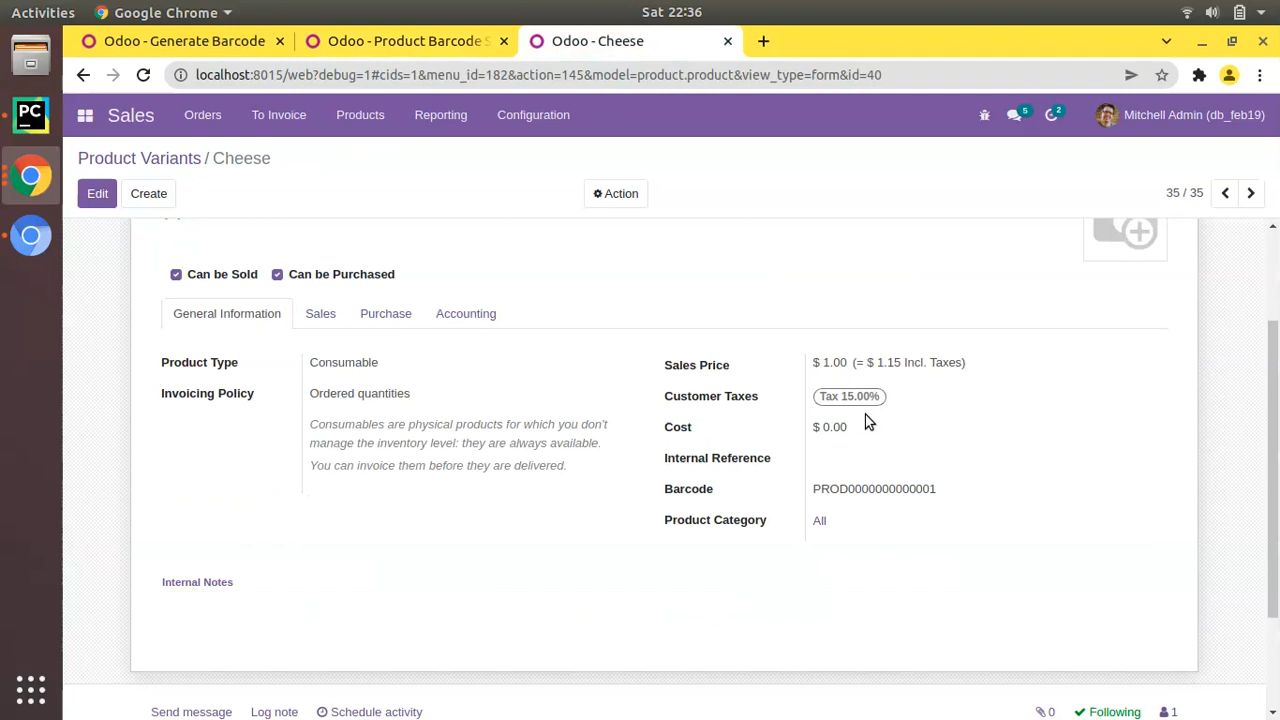 Activities
Google Chrome
Sat 22:36
Odoo - Generate Barcode
Odoo - Product Barcode S
Odoo - Cheese
localhost:8015/web?debug=1#cids=1&menu_id=182&action=145&model=product.product&view_type=form&id=40
PC
Sales
Orders
To Invoice
Products
Reporting
Configuration
5
2
Mitchell Admin (db_feb19)
Product Variants / Cheese
Edit
Create
Action
35 / 35
Can be Sold
Can be Purchased
General Information
Sales
Purchase
Accounting
Product Type
Consumable
Invoicing Policy
Ordered quantities
Consumables are physical products for which you don't
manage the inventory level: they are always available.
You can invoice them before they are delivered.
Sales Price
$ 1.00 (= $ 1.15 Incl. Taxes)
Customer Taxes
Tax 15.00%
Cost
$ 0.00
Internal Reference
Barcode
PROD0000000000001
Product Category
All
Internal Notes
Send message
Log note
Schedule activity
0
Following
1